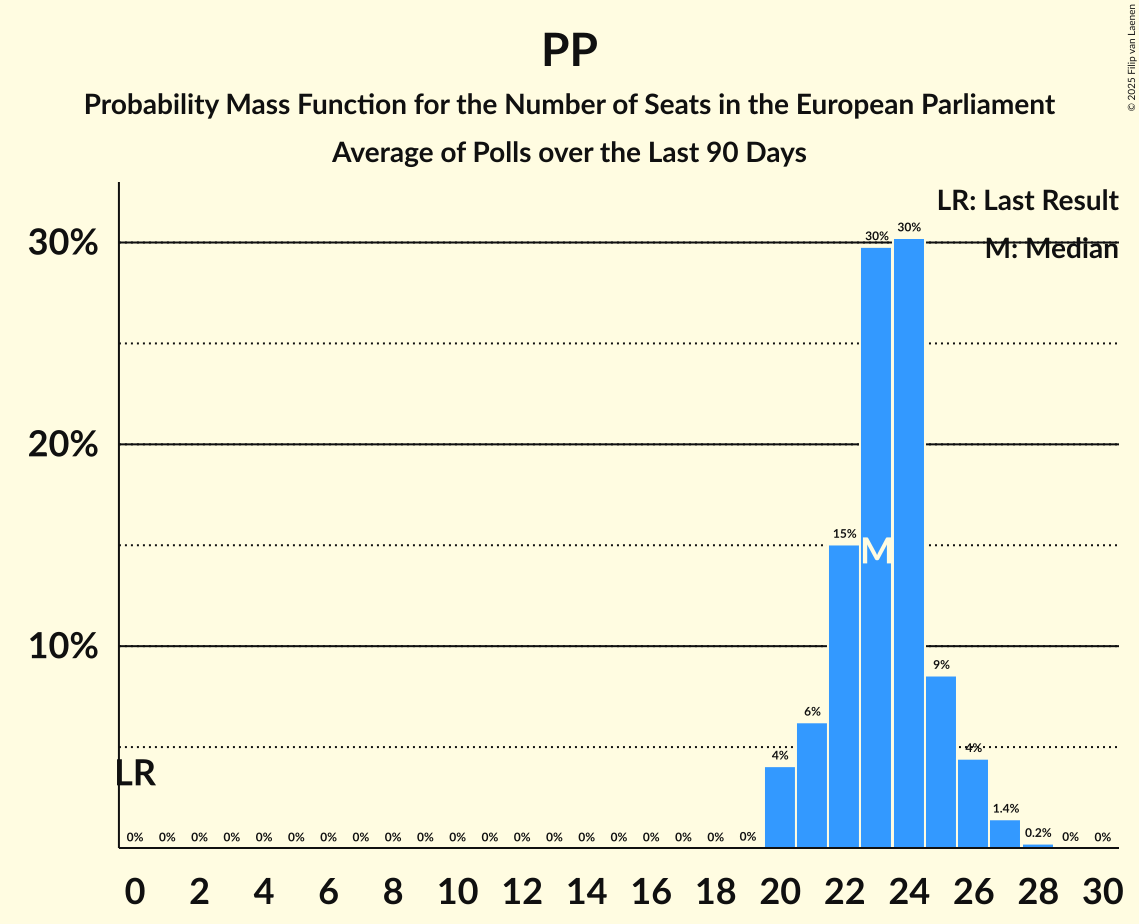 PP
Probability Mass Function for the Number of Seats in the European Parliament
Average of Polls over the Last 90 Days
© 2025 Filip van Laenen
LR: Last Result
M: Median
30%
20%
10%
30%
30%
15%
M
9%
6%
4%
4%
1.4%
0.2%
LR
0% 0% 0% 0% 0% 0% 0% 0% 0% 0% 0% 0% 0% 0% 0% 0% 0% 0% 0% 0% 0% 0%
0 2 4 6 8 10 12 14 16 18 20 22 24 26 28 30